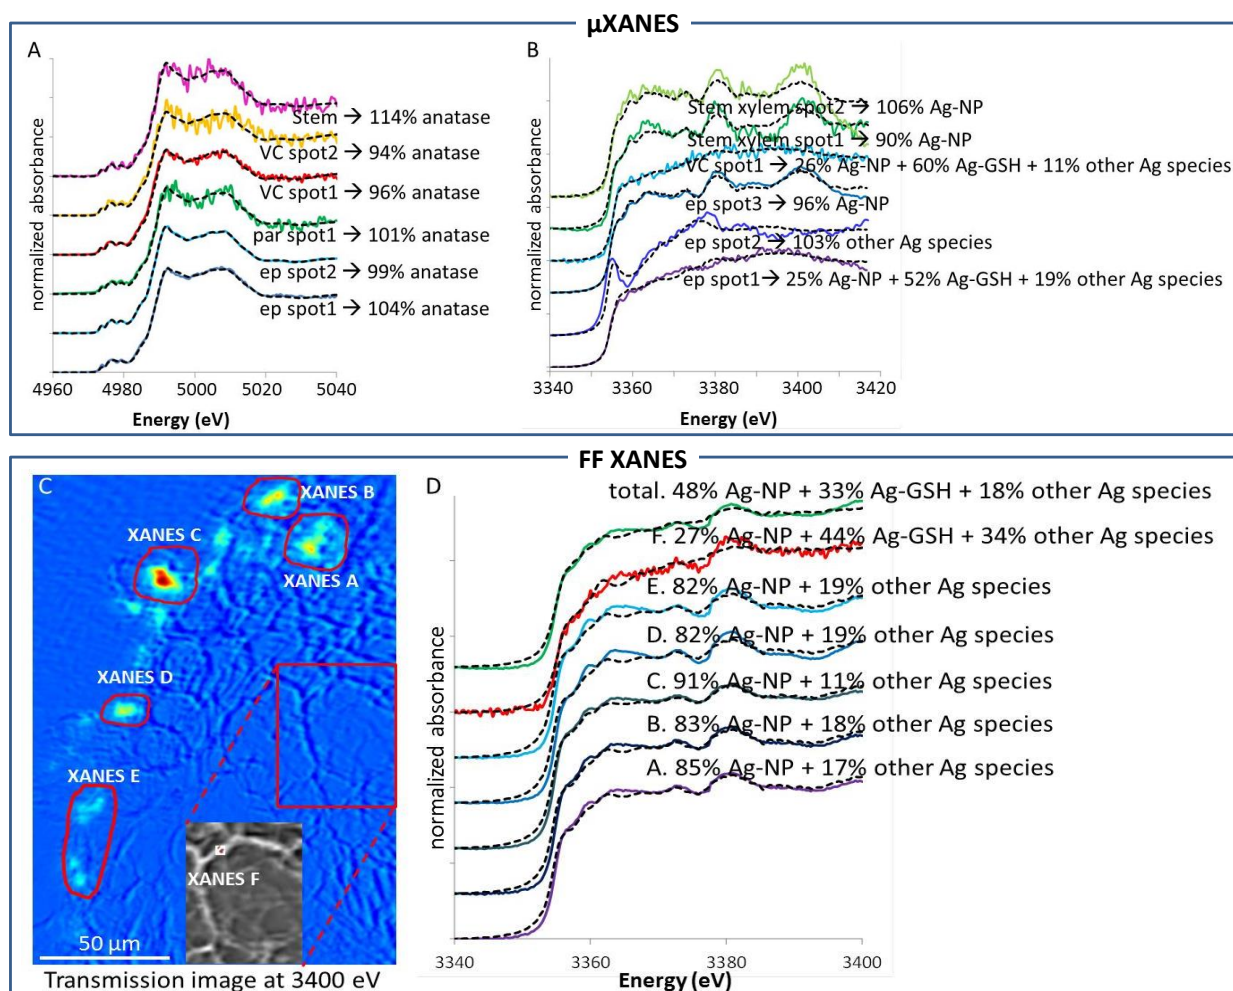 μXANES
A
normalized absorbance
Stem → 114% anatase
VC spot2 → 94% anatase
VC spot1 → 96% anatase
par spot1 → 101% anatase
ep spot2 → 99% anatase
ep spot1 → 104% anatase
4960 4980 5000 5020 5040
Energy (eV)
B
normalized absorbance
Stem xylem spot2 → 106% Ag-NP
Stem xylem spot1 → 90% Ag-NP
VC spot1 → 26% Ag-NP + 60% Ag-GSH + 11% other Ag species
ep spot3 → 96% Ag-NP
ep spot2 → 103% other Ag species
ep spot1→ 25% Ag-NP + 52% Ag-GSH + 19% other Ag species
3340 3360 3380 3400 3420
Energy (eV)
FF XANES
C
XANES B
XANES C
XANES A
XANES D
XANES E
XANES F
50 μm
Transmission image at 3400 eV
D
normalized absorbance
total. 48% Ag-NP + 33% Ag-GSH + 18% other Ag species
F. 27% Ag-NP + 44% Ag-GSH + 34% other Ag species
E. 82% Ag-NP + 19% other Ag species
D. 82% Ag-NP + 19% other Ag species
C. 91% Ag-NP + 11% other Ag species
B. 83% Ag-NP + 18% other Ag species
A. 85% Ag-NP + 17% other Ag species
3340 3360 3380 3400
Energy (eV)